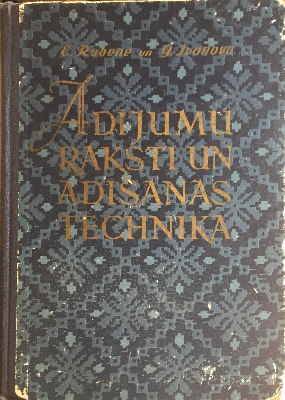 E. Rubene un G. Ivanova
ADĪJUMU
RAKSTI UN
ADĪŠANAS
TECHNIKA